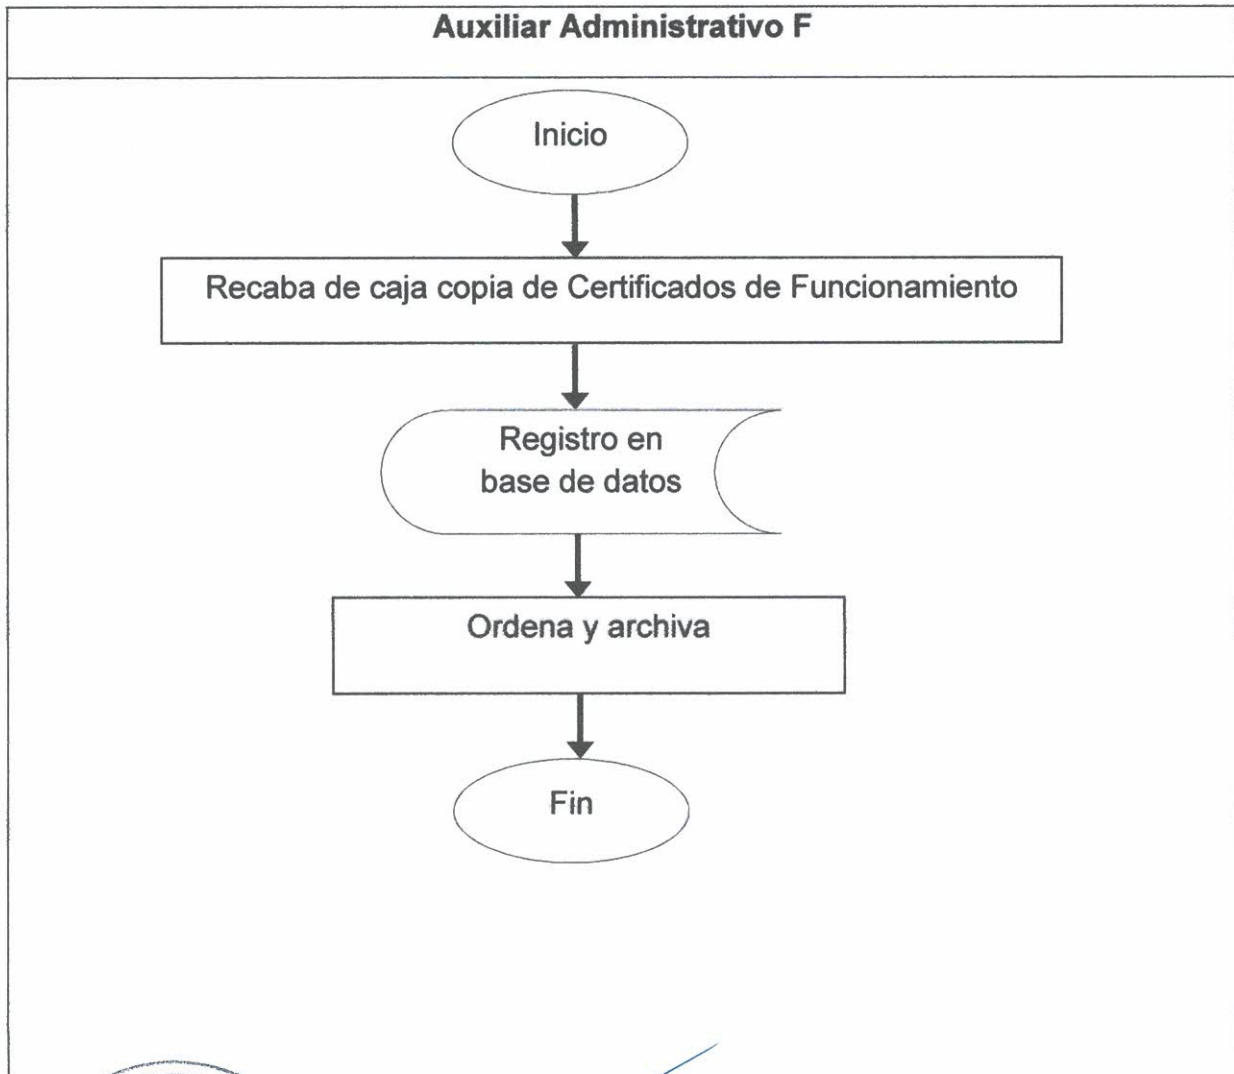 Auxiliar Administrativo F
Inicio
Recaba de caja copia de Certificados de Funcionamiento
Registro en
base de datos
Ordena y archiva
Fin